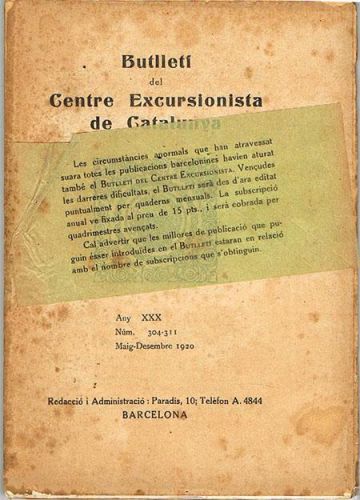 Butlletí
del
Centre Excursionista
de Catalunya
Les circumstàncies anormals que han atravessat
suara totes les publicacions barcelonines havien aturat
també el BUTLLETÍ DEL CENTRE EXCURSIONISTA. Vençudes
les darreres dificultats, el BUTLLETÍ serà des d'ara editat
puntualment per quaderns mensuals. La subscripció
anual ve fixada al preu de 15 pts., i serà cobrada per
quadrimestres avençats.
Cal advertir que les millores de publicació que pu-
guin ésser introduïdes en el BUTLLETÍ estaran en relació
amb el nombre de subscripcions que s'obtinguin.
Any XXX
Núm. 304-311
Maig-Desembre 1920
Redacció i Administració: Paradís, 10; Telèfon A. 4844
BARCELONA